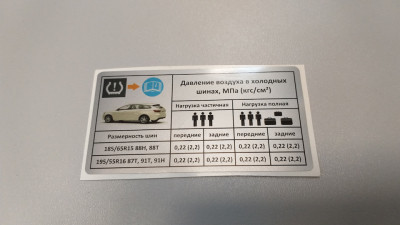 Давление воздуха в холодных
шинах, МПа (кгс/см²)
Нагрузка частичная Нагрузка полная
Размерность шин передние задние передние задние
185/65R15 88H, 88T 0,22 (2,2) 0,22 (2,2) 0,22 (2,2) 0,22 (2,2)
195/55R16 87T, 91T, 91H 0,22 (2,2) 0,22 (2,2) 0,22 (2,2) 0,22 (2,2)